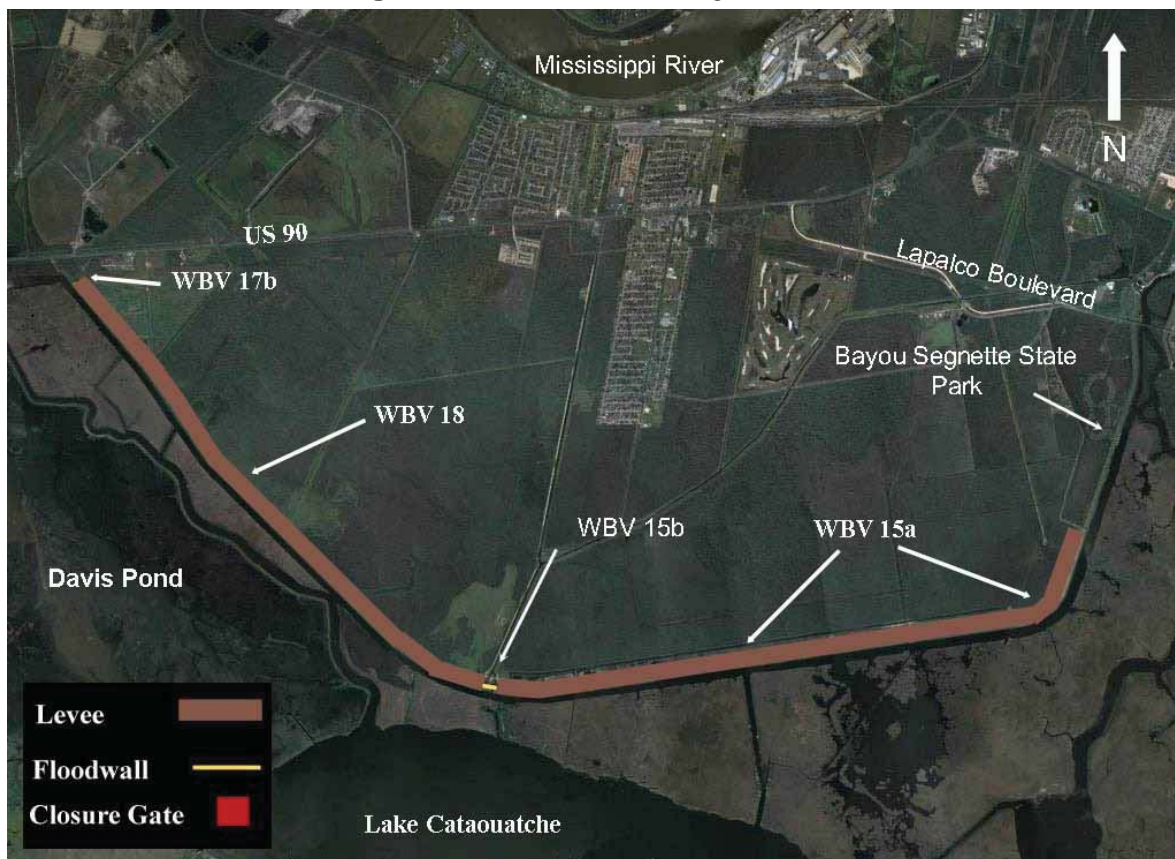 Mississippi River
N
US 90
WBV 17b
Lapalco Boulevard
Bayou Segnette State
Park
WBV 18
WBV 15b
WBV 15a
Davis Pond
Levee
Floodwall
Closure Gate
Lake Cataouatche